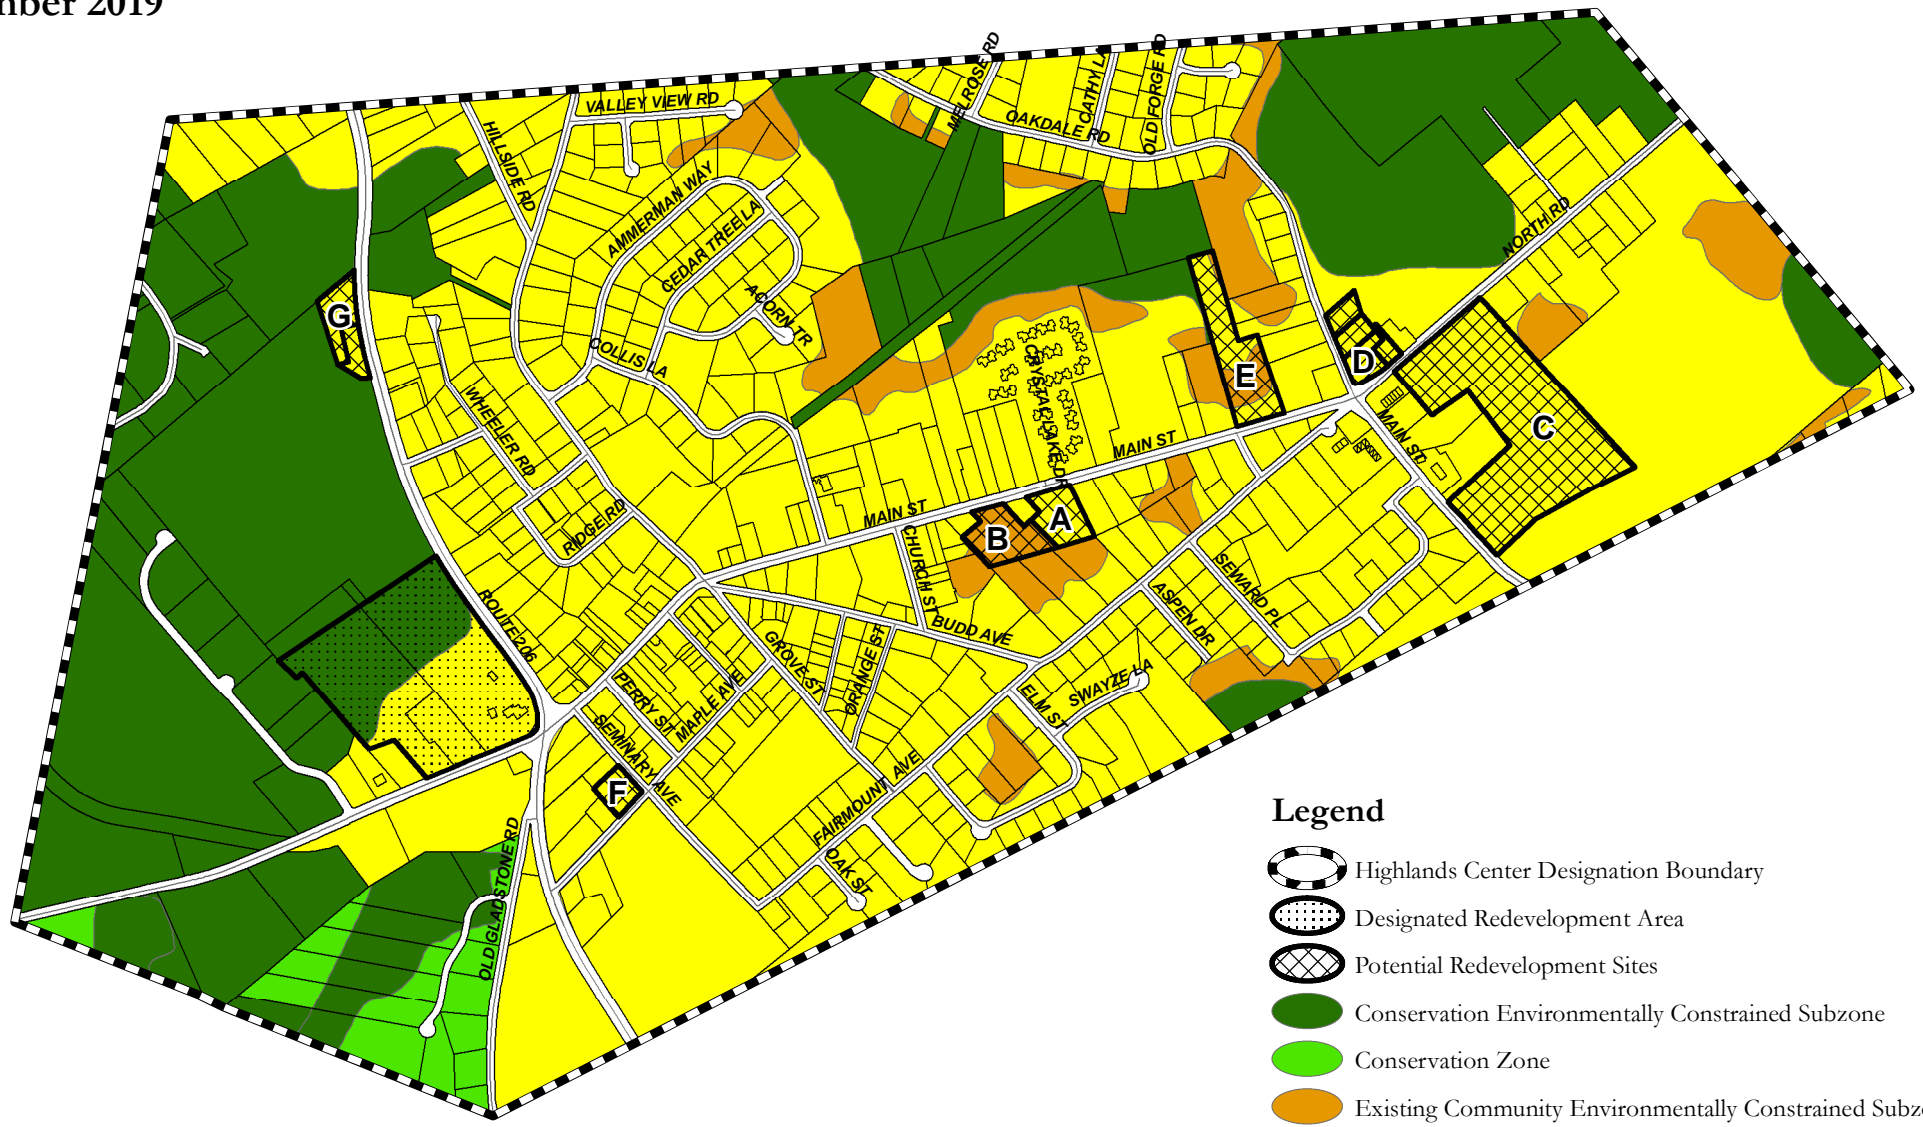 mber 2019
VALLEY VIEW RD
HILLSIDE RD
MELROSE RD
CATHY LA
OLD FORGE RD
OAKDALE RD
AMMERMAN WAY
CEDAR TREE LA
ACORN TR
NORTH RD
G
COLLIS LA
CRYSTAL LAKE DR
E
D
C
WHEELER RD
MAIN ST
MAIN ST
MAIN ST
RIDGE RD
A
B
CHURCH ST
SEWARD PL
ASPEN DR
ROUTE 206
BUDD AVE
GROVE ST
ORANGE ST
PERRY ST
MAPLE AVE
SEMINARY AVE
ELM ST
SWAYZE LA
F
FAIRMOUNT AVE
OAK ST
OLD GLADSTONE RD
Legend
Highlands Center Designation Boundary
Designated Redevelopment Area
Potential Redevelopment Sites
Conservation Environmentally Constrained Subzone
Conservation Zone
Existing Community Environmentally Constrained Subz